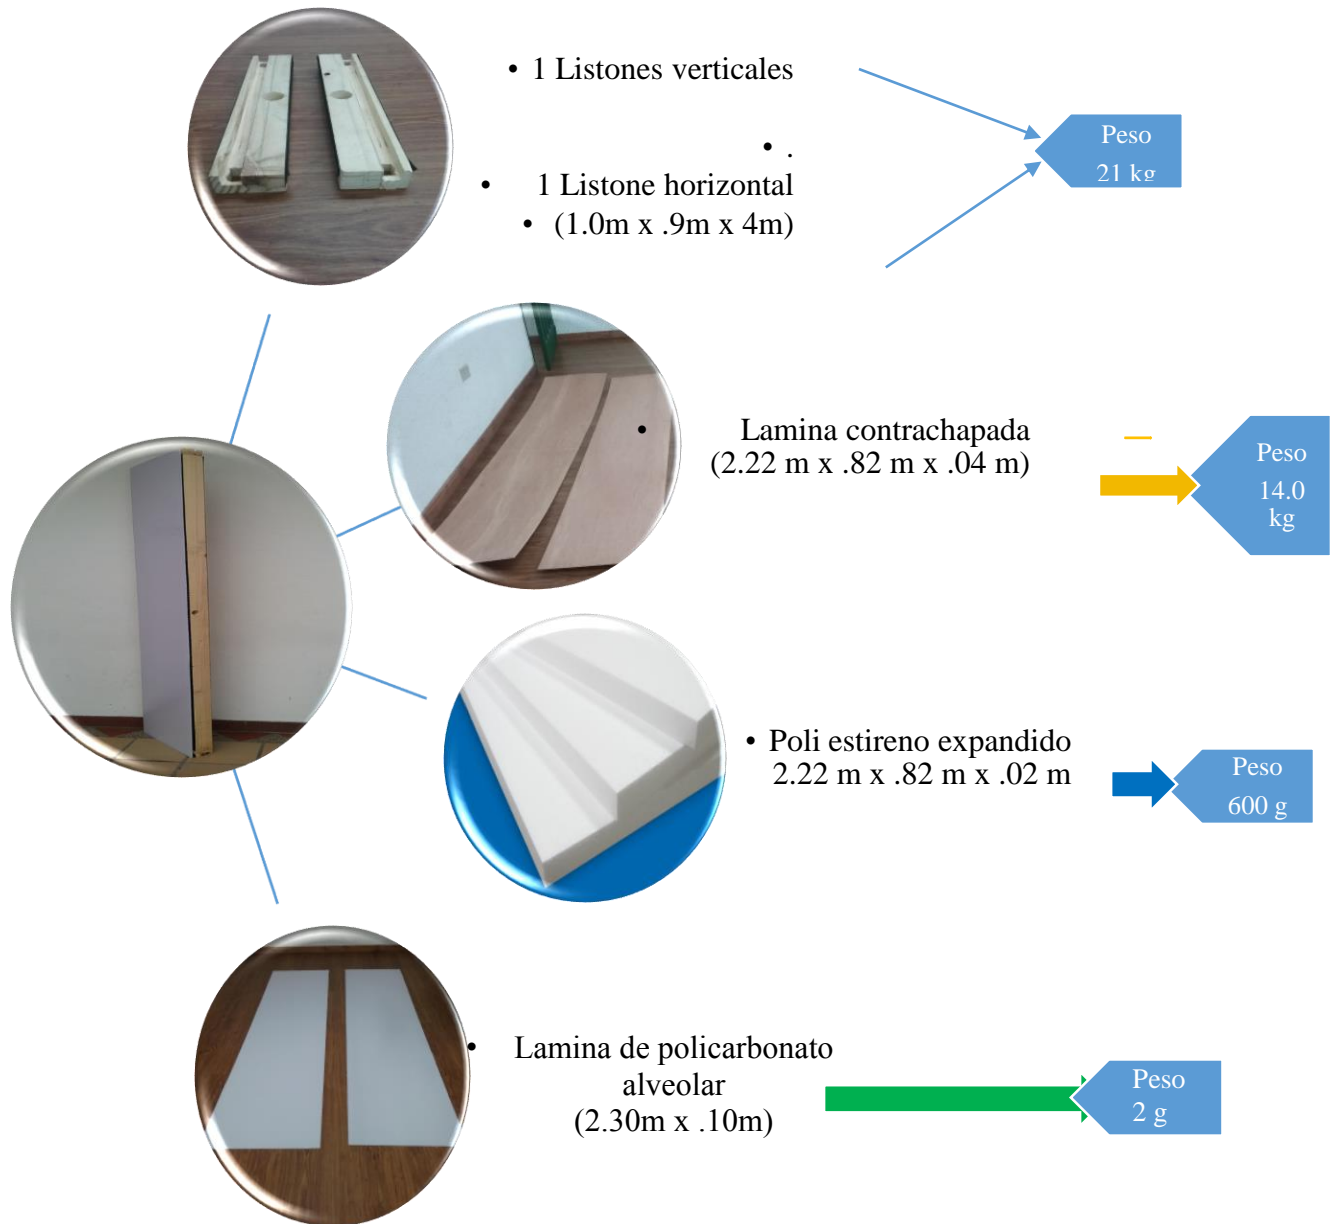 • 1 Listones verticales
• .
• 1 Listone horizontal
• (1.0m x .9m x 4m)
Peso
21 kg
• Lamina contrachapada
(2.22 m x .82 m x .04 m)
Peso
14.0
kg
• Poli estireno expandido
2.22 m x .82 m x .02 m
Peso
600 g
• Lamina de policarbonato
alveolar
(2.30m x .10m)
Peso
2 g